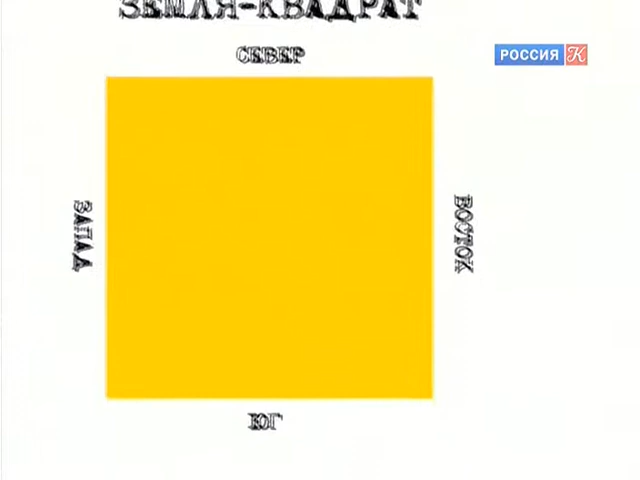 ЗЕМЛЯ-КВАДРАТ
СЕВЕР
РОССИЯ К
ЗАПАД
ВОСТОК
ЮГ